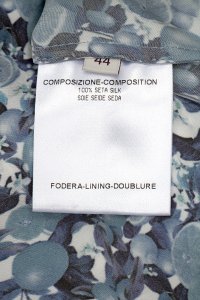 44
COMPOSIZIONE-COMPOSITION
100% SETA SILK
SOIE SEIDE SEDA
FODERA-LINING-DOUBLURE